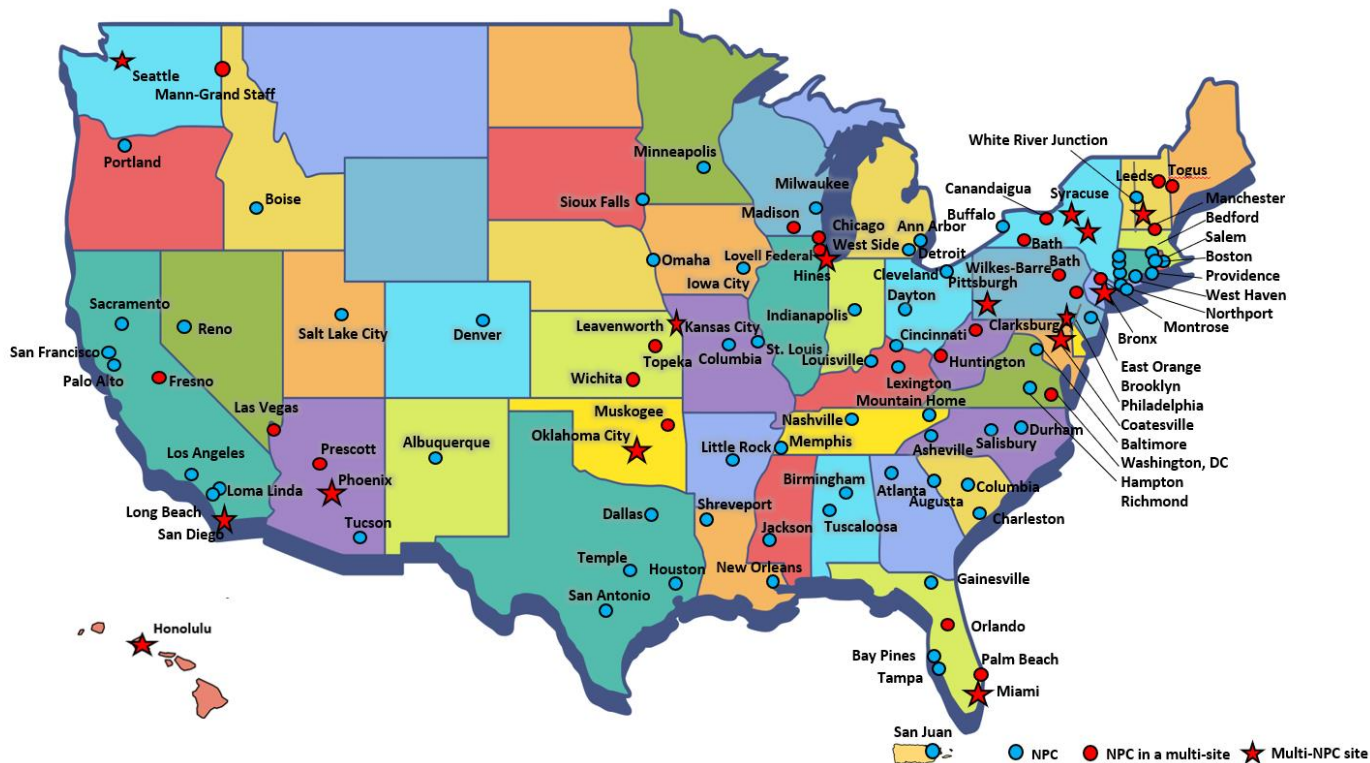 Seattle
Mann-Grand Staff
Portland
Boise
Minneapolis
Sioux Falls
Milwaukee
Madison
Chicago
West Side
Lovell Federal
Hines
Ann Arbor
Detroit
White River Junction
Leeds
Togus
Canandaigua
Syracuse
Buffalo
Bath
Manchester
Bedford
Salem
Boston
Providence
West Haven
Northport
Montrose
Bronx
East Orange
Brooklyn
Philadelphia
Coatesville
Baltimore
Washington, DC
Hampton
Richmond
Omaha
Iowa City
Cleveland
Wilkes-Barre
Bath
Pittsburgh
Dayton
Clarksburg
Sacramento
Reno
Salt Lake City
Denver
Leavenworth
Kansas City
Topeka
Columbia
St. Louis
Indianapolis
Cincinnati
Louisville
Huntington
Lexington
San Francisco
Palo Alto
Fresno
Wichita
Mountain Home
Las Vegas
Muskogee
Nashville
Prescott
Albuquerque
Oklahoma City
Little Rock
Memphis
Asheville
Salisbury
Durham
Los Angeles
Loma Linda
Phoenix
Long Beach
San Diego
Tucson
Birmingham
Atlanta
Augusta
Columbia
Charleston
Dallas
Shreveport
Tuscaloosa
Jackson
Temple
Houston
New Orleans
San Antonio
Gainesville
Orlando
Honolulu
Bay Pines
Palm Beach
Tampa
Miami
San Juan
NPC
NPC in a multi-site
Multi-NPC site